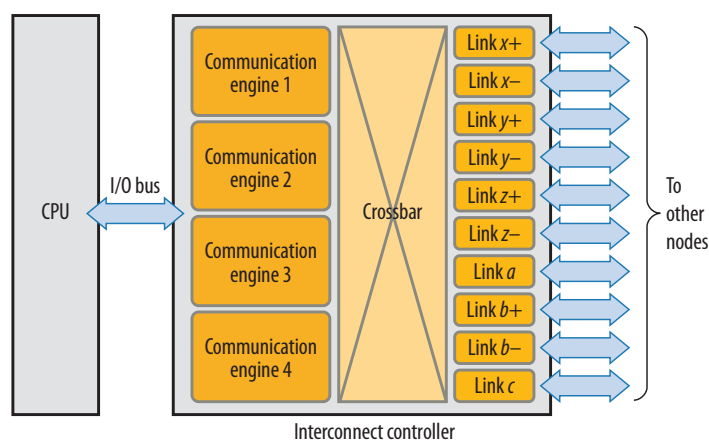 CPU
I/O bus
Communication
engine 1
Communication
engine 2
Communication
engine 3
Communication
engine 4
Crossbar
Link x+
Link x–
Link y+
Link y–
Link z+
Link z–
Link a
Link b+
Link b–
Link c
To
other
nodes
Interconnect controller